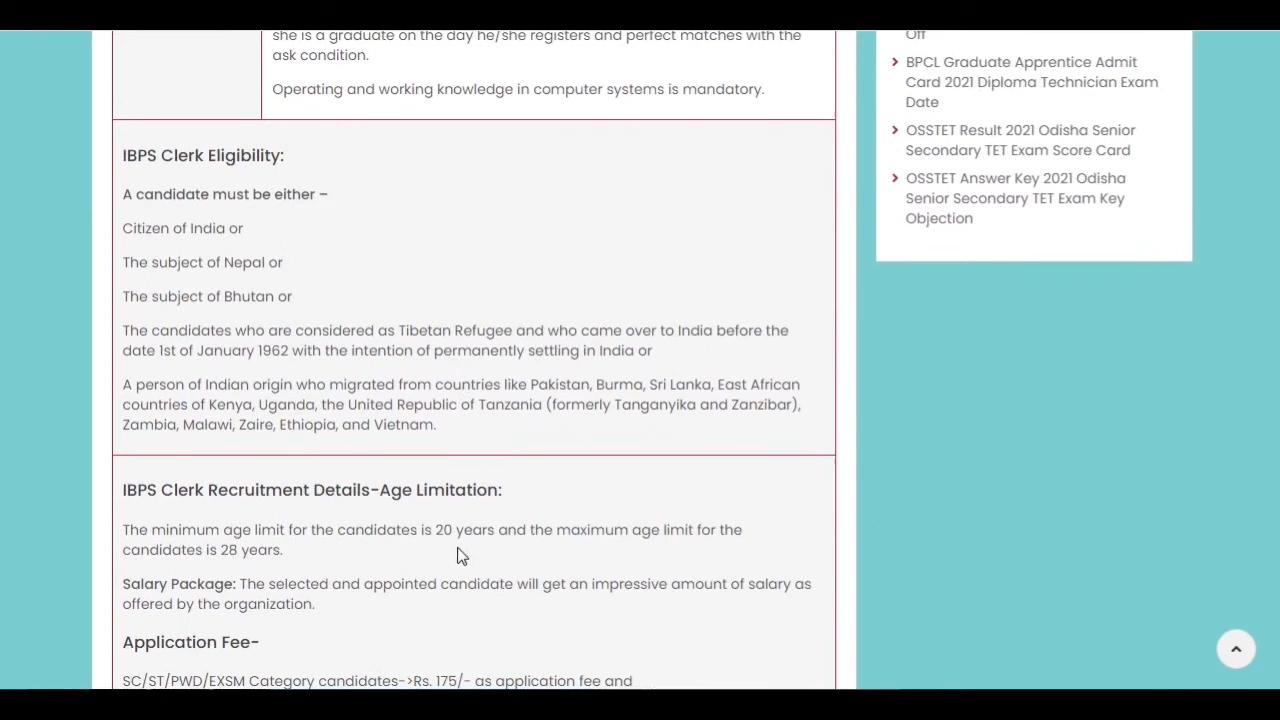 she is a graduate on the day he/she registers and perfect matches with the
ask condition.
Operating and working knowledge in computer systems is mandatory.
IBPS Clerk Eligibility:
A candidate must be either –
Citizen of India or
The subject of Nepal or
The subject of Bhutan or
The candidates who are considered as Tibetan Refugee and who came over to India before the
date 1st of January 1962 with the intention of permanently settling in India or
A person of Indian origin who migrated from countries like Pakistan, Burma, Sri Lanka, East African
countries of Kenya, Uganda, the United Republic of Tanzania (formerly Tanganyika and Zanzibar),
Zambia, Malawi, Zaire, Ethiopia, and Vietnam.
IBPS Clerk Recruitment Details-Age Limitation:
The minimum age limit for the candidates is 20 years and the maximum age limit for the
candidates is 28 years.
Salary Package: The selected and appointed candidate will get an impressive amount of salary as
offered by the organization.
Application Fee-
SC/ST/PWD/EXSM Category candidates->Rs. 175/- as application fee and
Off
BPCL Graduate Apprentice Admit
Card 2021 Diploma Technician Exam
Date
OSSTET Result 2021 Odisha Senior
Secondary TET Exam Score Card
OSSTET Answer Key 2021 Odisha
Senior Secondary TET Exam Key
Objection